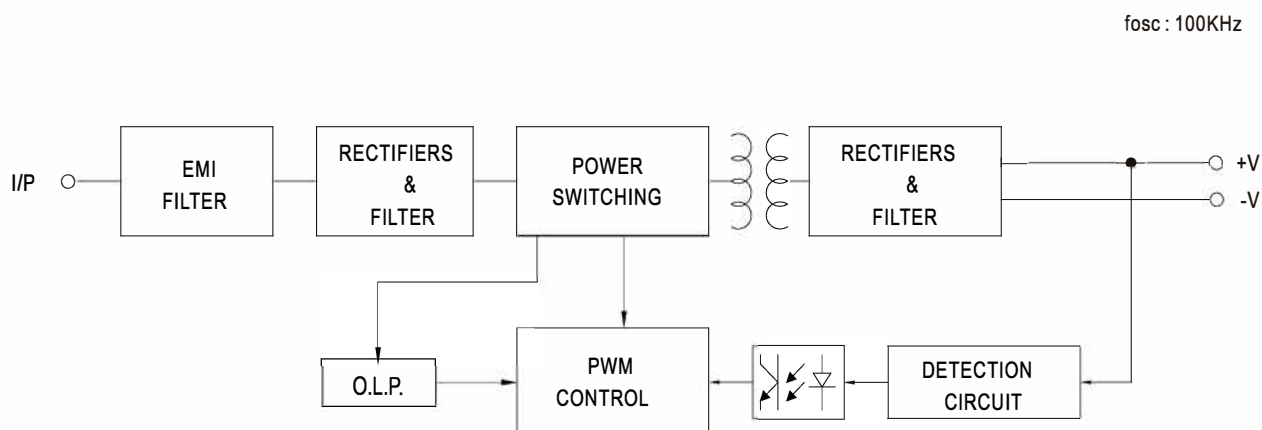 fosc : 100KHz
I/P
EMI
FILTER
RECTIFIERS
&
FILTER
POWER
SWITCHING
RECTIFIERS
&
FILTER
+V
-V
O.L.P.
PWM
CONTROL
DETECTION
CIRCUIT